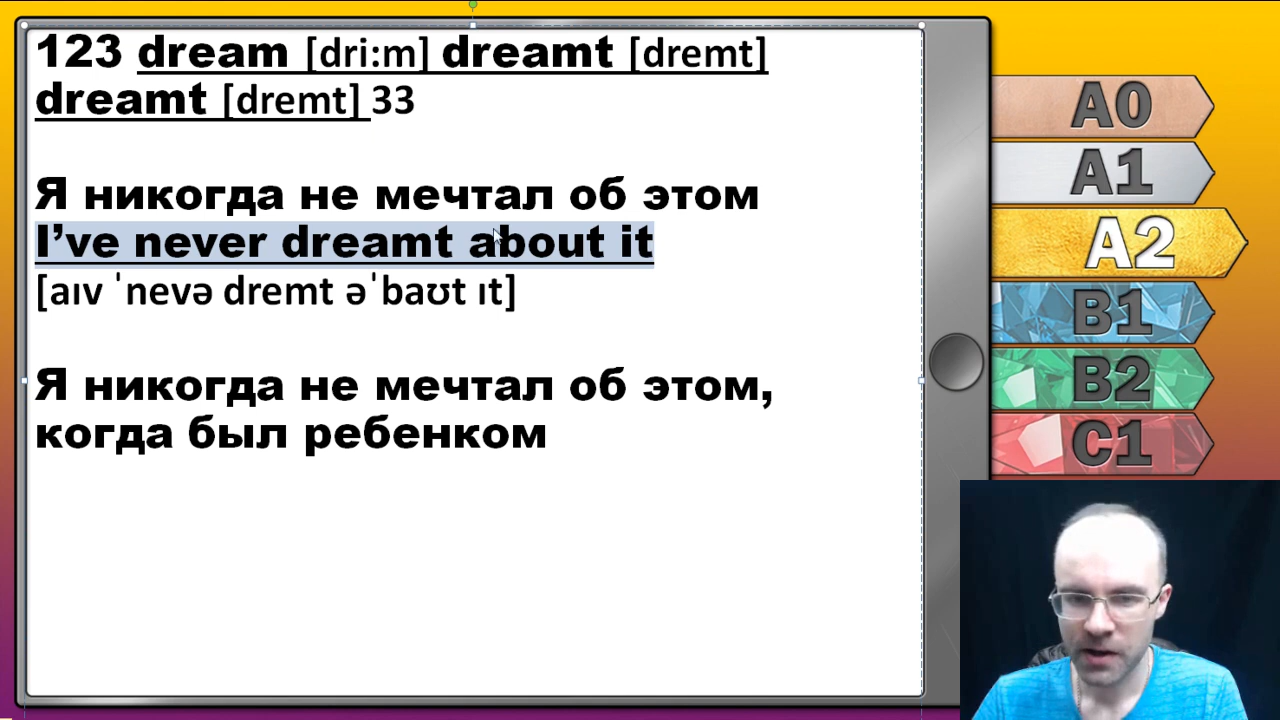 123 dream [dri:m] dreamt [dremt]
dreamt [dremt] 33
Я никогда не мечтал об этом
I’ve never dreamt about it
[aɪv ˈnevə dremt əˈbaʊt ɪt]
Я никогда не мечтал об этом,
когда был ребенком
A0
A1
A2
B1
B2
C1